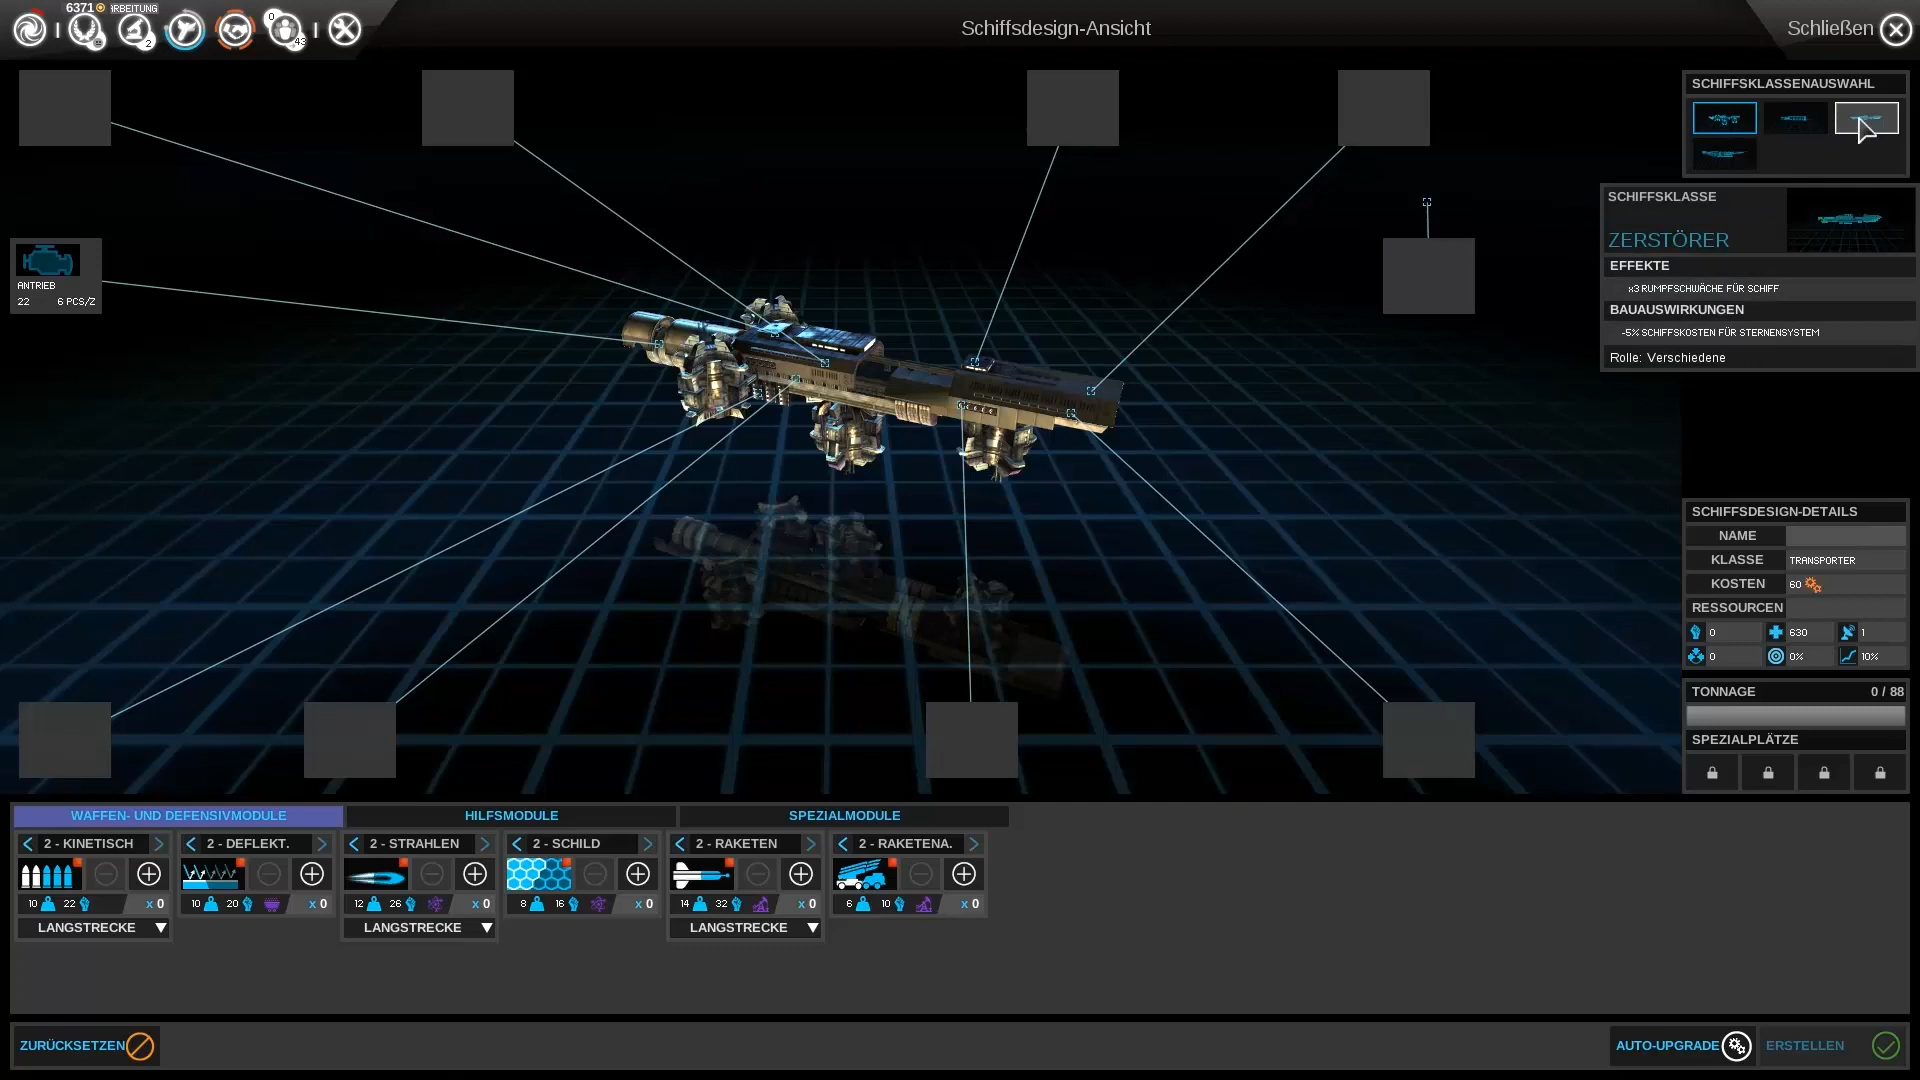 6371
RBEITUNG
2
0
43
Schiffsdesign-Ansicht
Schließen
SCHIFFSKLASSENAUSWAHL
SCHIFFSKLASSE
ZERSTÖRER
EFFEKTE
x3 RUMPFSCHWÄCHE FÜR SCHIFF
BAUAUSWIRKUNGEN
-5% SCHIFFSKOSTEN FÜR STERNENSYSTEM
Rolle: Verschiedene
ANTRIEB
22 6 PCS/Z
SCHIFFSDESIGN-DETAILS
NAME
KLASSE TRANSPORTER
KOSTEN 60
RESSOURCEN
0 630 1
0 0% 10%
TONNAGE 0 / 88
SPEZIALPLÄTZE
WAFFEN- UND DEFENSIVMODULE HILFSMODULE SPEZIALMODULE
2 - KINETISCH 2 - DEFLEKT. 2 - STRAHLEN 2 - SCHILD 2 - RAKETEN 2 - RAKETENA.
10 22 x 0 10 20 x 0 12 26 x 0 8 16 x 0 14 32 x 0 6 10 x 0
LANGSTRECKE LANGSTRECKE LANGSTRECKE
ZURÜCKSETZEN AUTO-UPGRADE ERSTELLEN